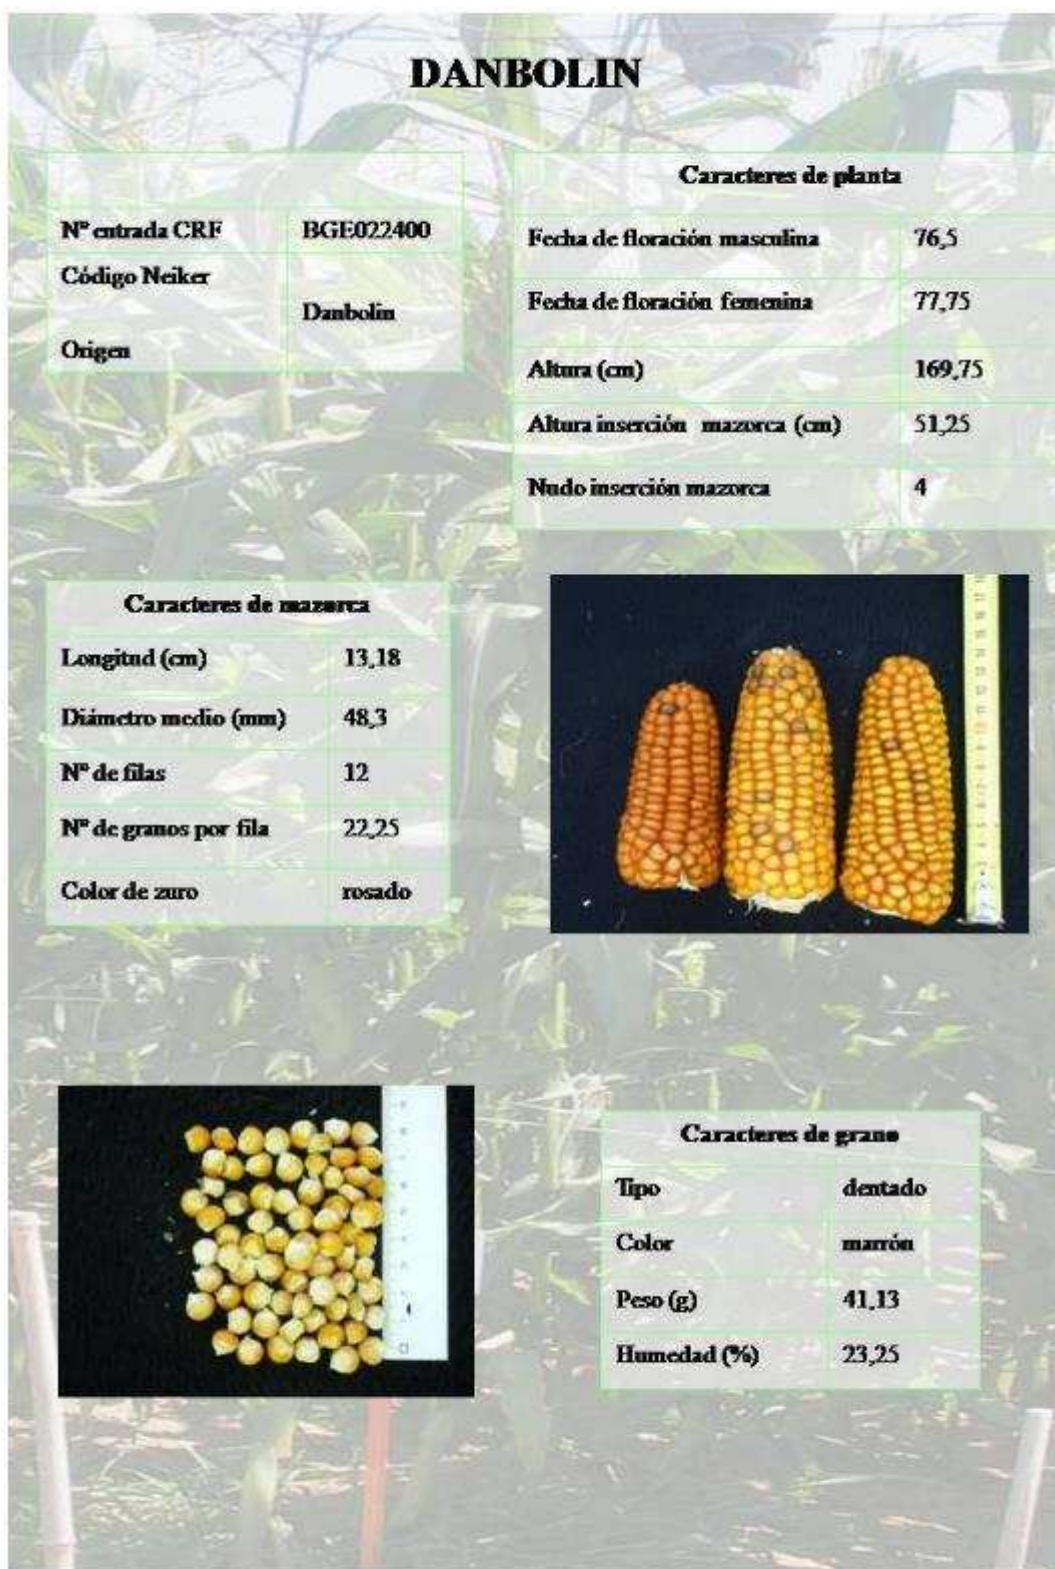 DANBOLIN
Nº entrada CRF BGE022400
Código Neiker
Danbolin
Origen
Caracteres de planta
Fecha de floración masculina 76,5
Fecha de floración femenina 77,75
Altura (cm) 169,75
Altura inserción mazorca (cm) 51,25
Nudo inserción mazorca 4
Caracteres de mazorca
Longitud (cm) 13,18
Diámetro medio (mm) 48,3
Nº de filas 12
Nº de granos por fila 22,25
Color de zuro rosado
Caracteres de grano
Tipo dentado
Color marrón
Peso (g) 41,13
Humedad (%) 23,25